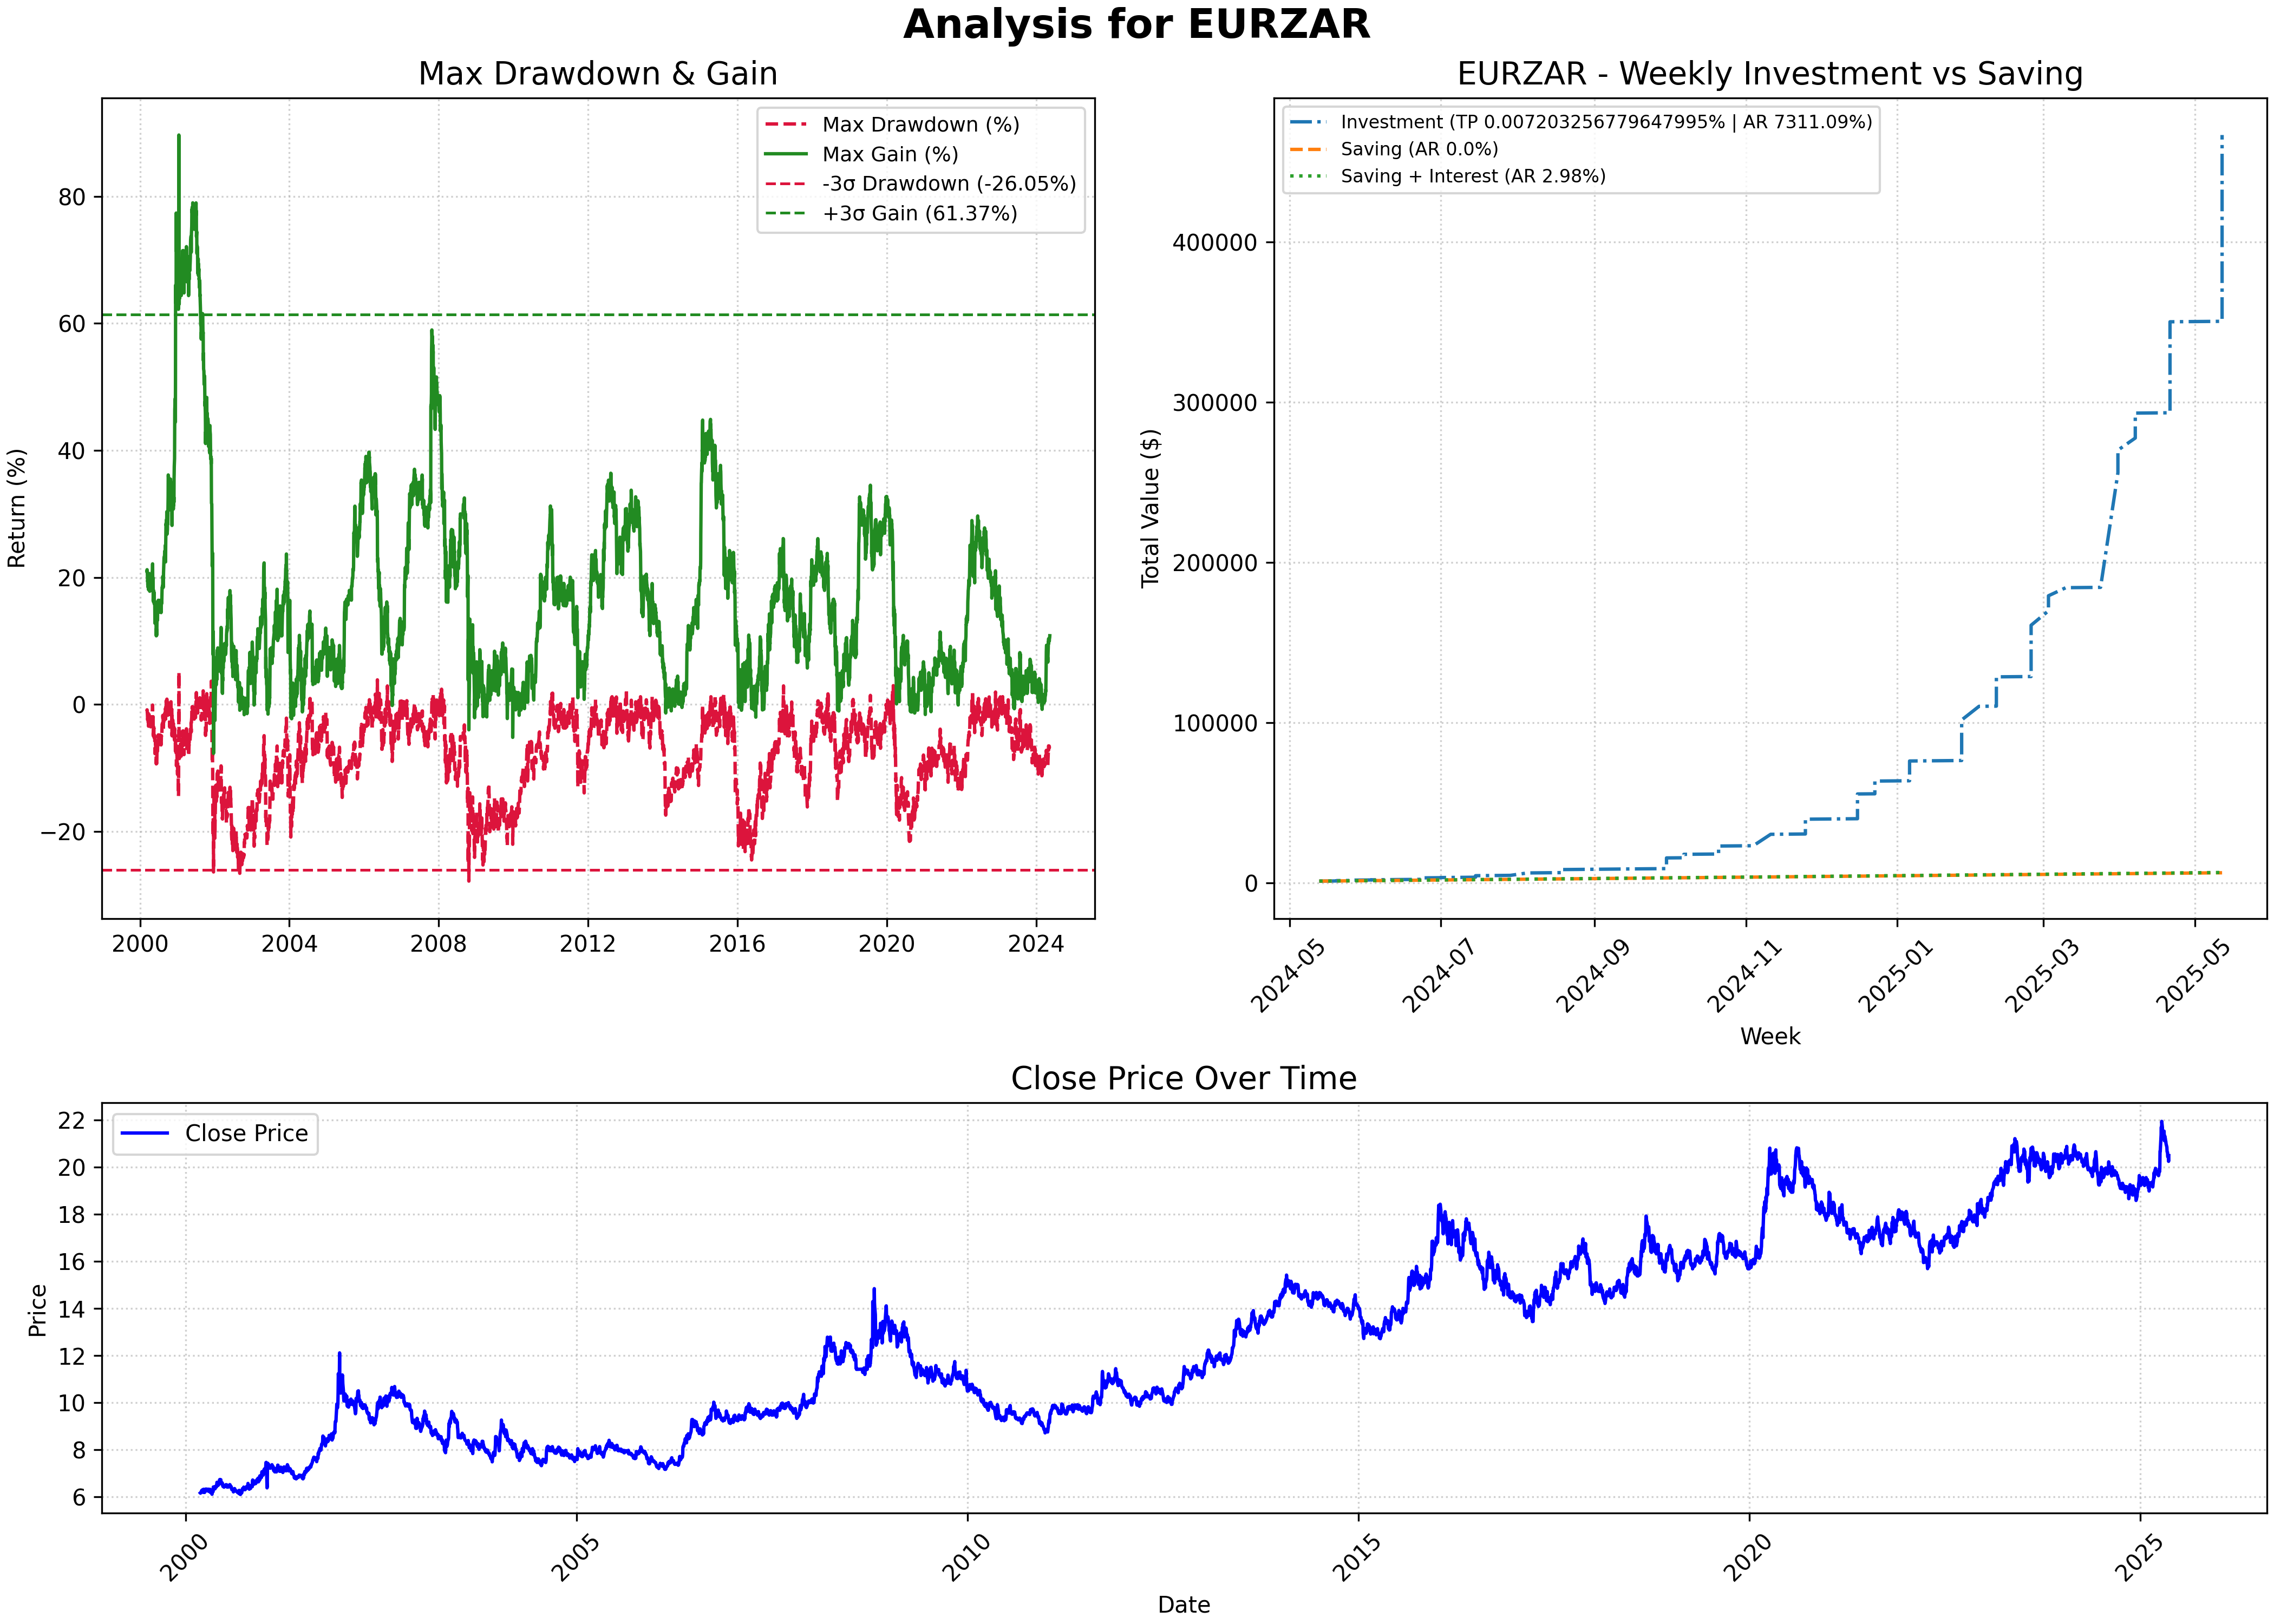 Analysis for EURZAR
Max Drawdown & Gain
Return (%)
80
60
40
20
0
−20
2000 2004 2008 2012 2016 2020 2024
Max Drawdown (%)
Max Gain (%)
-3σ Drawdown (-26.05%)
+3σ Gain (61.37%)
EURZAR - Weekly Investment vs Saving
Total Value ($)
400000
300000
200000
100000
0
Investment (TP 0.007203256779647995% | AR 7311.09%)
Saving (AR 0.0%)
Saving + Interest (AR 2.98%)
2024-05 2024-07 2024-09 2024-11 2025-01 2025-03 2025-05
Week
Close Price Over Time
Close Price
Price
22
20
18
16
14
12
10
8
6
2000 2005 2010 2015 2020 2025
Date